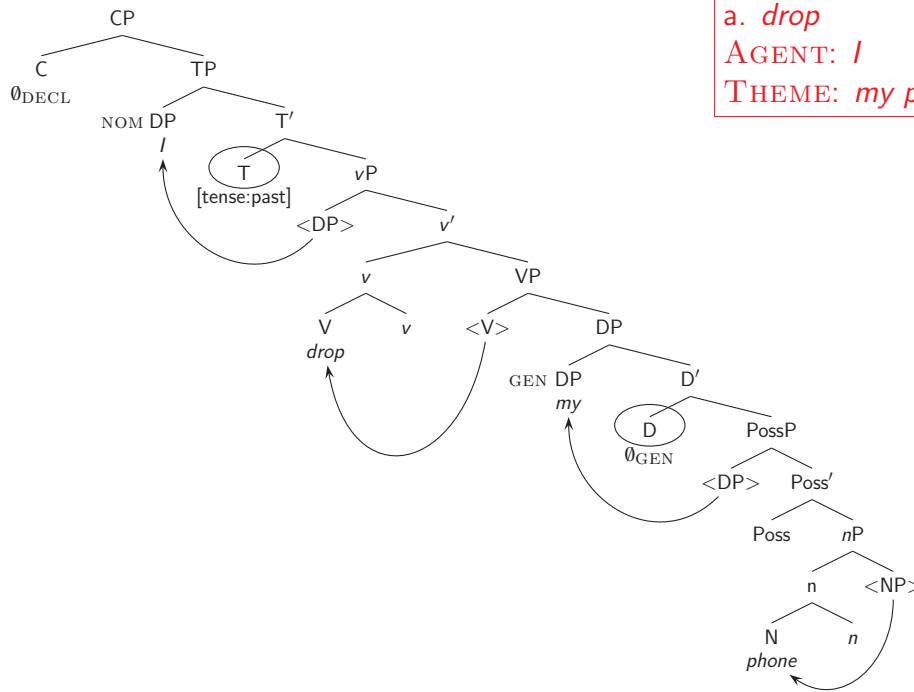 CP
C TP
∅DECL
NOM DP T′
I
T vP
[tense:past]
<DP> v′
v VP
V v <V> DP
drop
GEN DP D′
my
D PossP
∅GEN
<DP> Poss′
Poss nP
n <NP>
N n
phone
a. drop
AGENT: I
THEME: my p